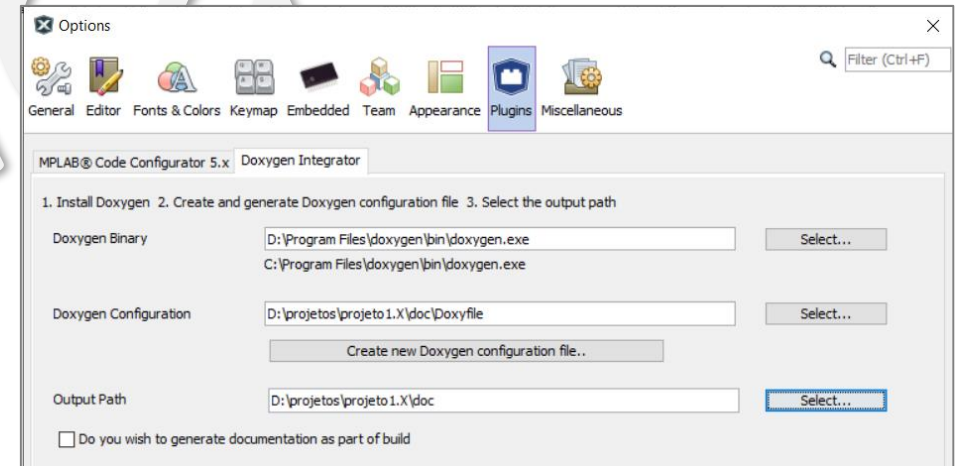 Options
Filter (Ctrl+F)
General Editor Fonts & Colors Keymap Embedded Team Appearance Plugins Miscellaneous
MPLAB® Code Configurator 5.x Doxygen Integrator
1. Install Doxygen 2. Create and generate Doxygen configuration file 3. Select the output path
Doxygen Binary D:\Program Files\doxygen\bin\doxygen.exe Select...
C:\Program Files\doxygen\bin\doxygen.exe
Doxygen Configuration D:\projetos\projeto1.X\doc\Doxyfile Select...
Create new Doxygen configuration file..
Output Path D:\projetos\projeto1.X\doc Select...
Do you wish to generate documentation as part of build